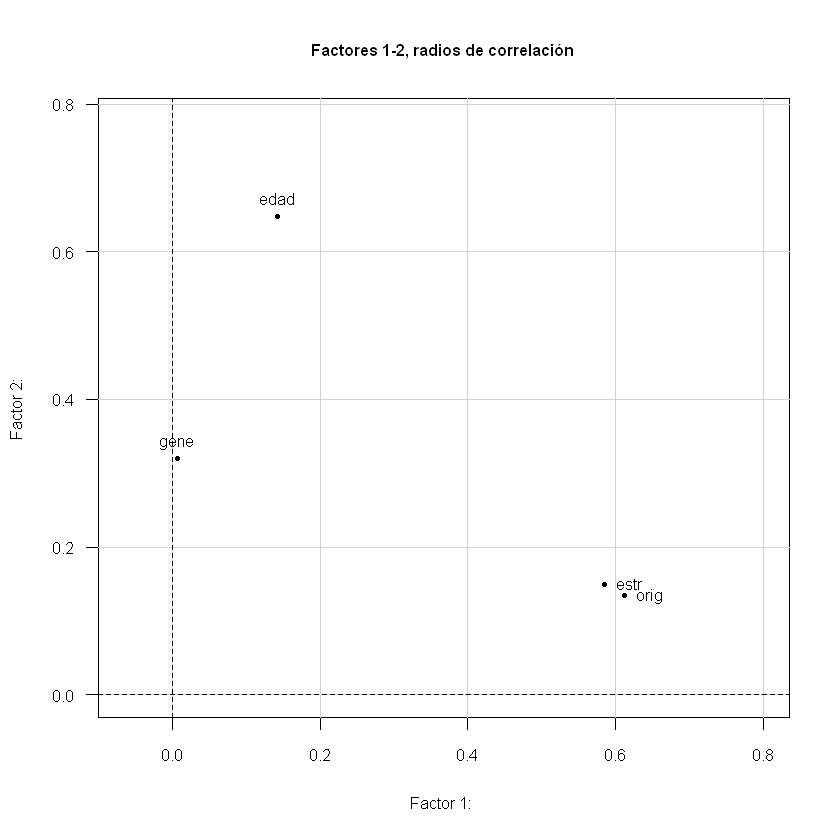 Factores 1-2, radios de correlación
0.8
edad
0.6
Factor 2:
0.4
gene
0.2
estr
orig
0.0
0.0 0.2 0.4 0.6 0.8
Factor 1: